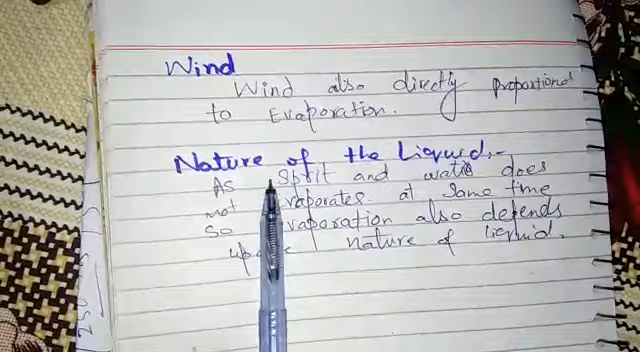 Wind
Wind also directly proportional
to Evaporation.
Nature of the Liquid:-
As spirit and water does
not Evaporates at same time
so Evaporation also depends
upon nature of liquid.